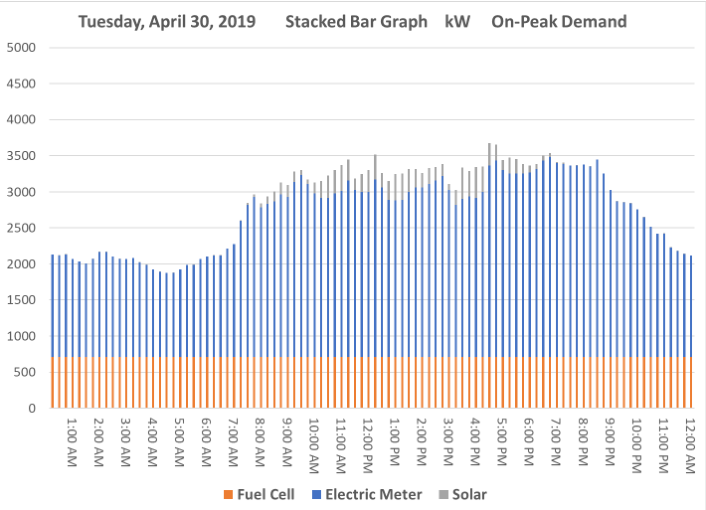 Tuesday, April 30, 2019 Stacked Bar Graph kW On-Peak Demand
5000
4500
4000
3500
3000
2500
2000
1500
1000
500
0
1:00 AM
2:00 AM
3:00 AM
4:00 AM
5:00 AM
6:00 AM
7:00 AM
8:00 AM
9:00 AM
10:00 AM
11:00 AM
12:00 PM
1:00 PM
2:00 PM
3:00 PM
4:00 PM
5:00 PM
6:00 PM
7:00 PM
8:00 PM
9:00 PM
10:00 PM
11:00 PM
12:00 AM
Fuel Cell Electric Meter Solar